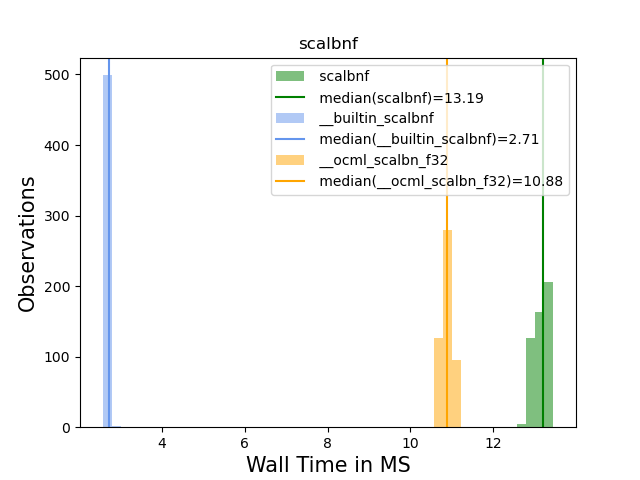 scalbnf
500
400
300
200
100
0
Observations
scalbnf
median(scalbnf)=13.19
__builtin_scalbnf
median(__builtin_scalbnf)=2.71
__ocml_scalbn_f32
median(__ocml_scalbn_f32)=10.88
4 6 8 10 12
Wall Time in MS